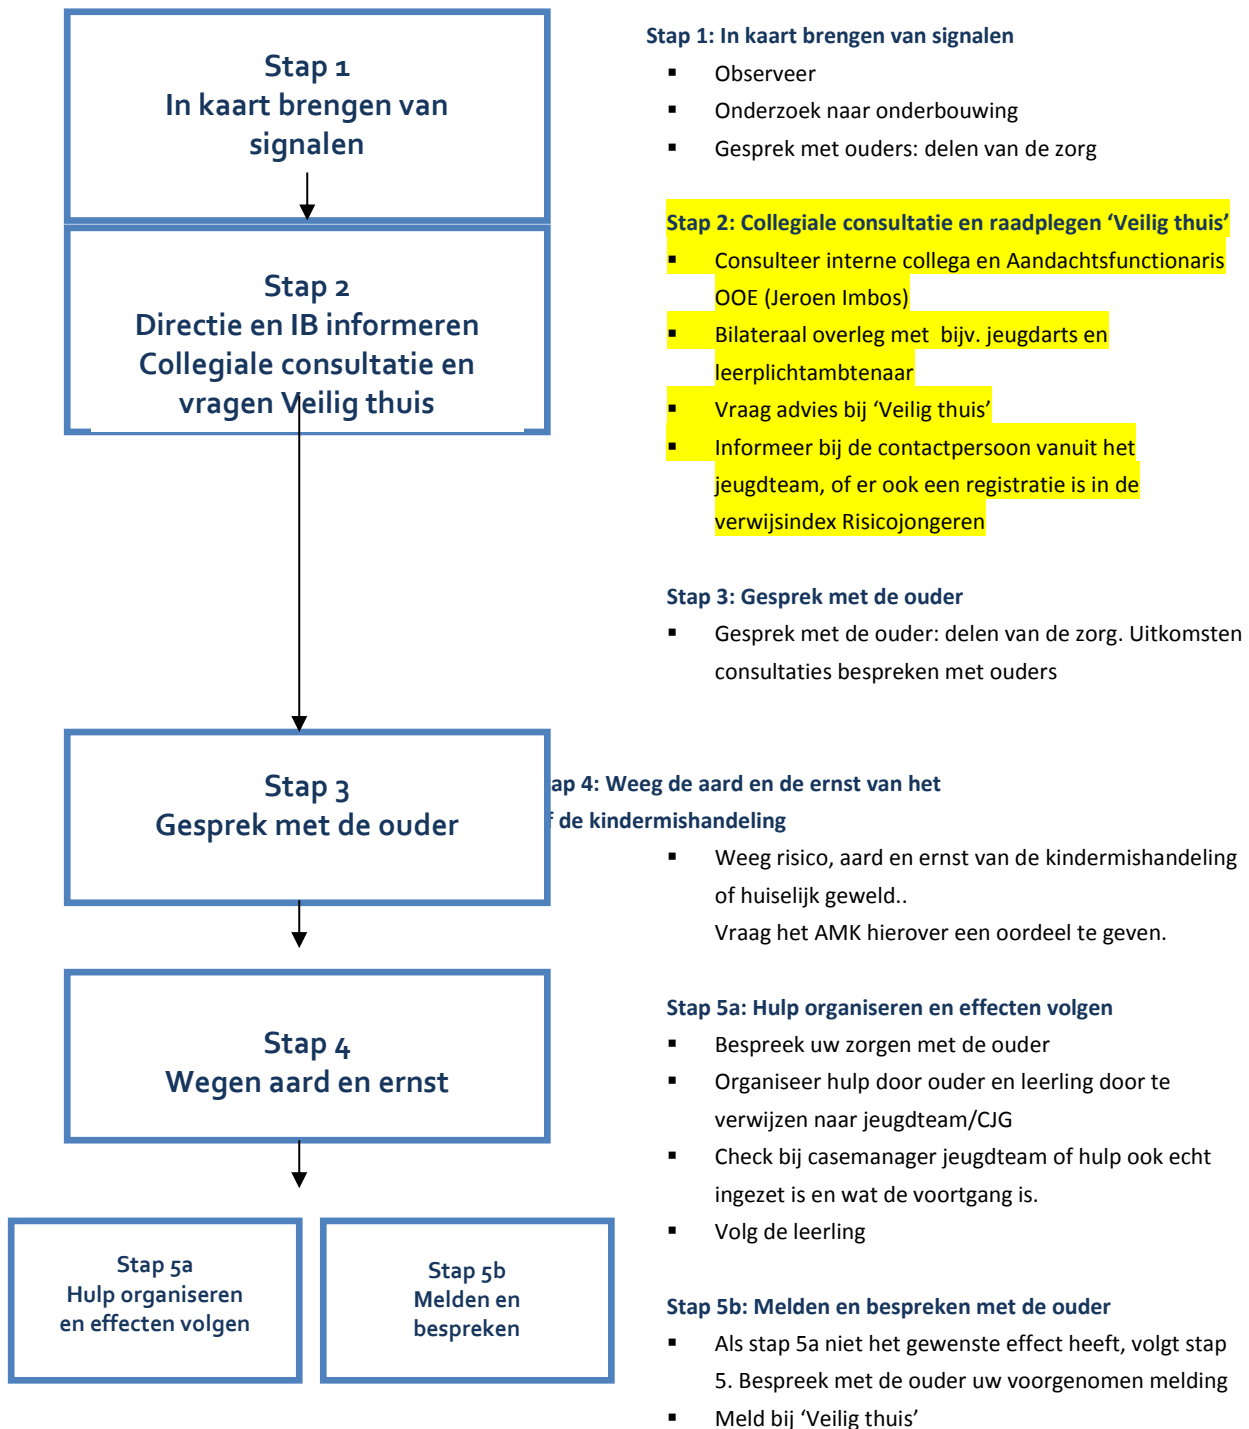 Stap 1
In kaart brengen van
signalen
Stap 2
Directie en IB informeren
Collegiale consultatie en
vragen Veilig thuis
Stap 3
Gesprek met de ouder
Stap 4
Wegen aard en ernst
Stap 5a
Hulp organiseren
en effecten volgen
Stap 5b
Melden en
bespreken
Stap 1: In kaart brengen van signalen
▪ Observeer
▪ Onderzoek naar onderbouwing
▪ Gesprek met ouders: delen van de zorg
Stap 2: Collegiale consultatie en raadplegen ‘Veilig thuis’
▪ Consulteer interne collega en Aandachtsfunctionaris
OOE (Jeroen Imbos)
▪ Bilateraal overleg met  bijv. jeugdarts en
leerplichtambtenaar
▪ Vraag advies bij ‘Veilig thuis’
▪ Informeer bij de contactpersoon vanuit het
jeugdteam, of er ook een registratie is in de
verwijsindex Risicojongeren
Stap 3: Gesprek met de ouder
▪ Gesprek met de ouder: delen van de zorg. Uitkomsten
consultaties bespreken met ouders
ap 4: Weeg de aard en de ernst van het
f de kindermishandeling
▪ Weeg risico, aard en ernst van de kindermishandeling
of huiselijk geweld..
Vraag het AMK hierover een oordeel te geven.
Stap 5a: Hulp organiseren en effecten volgen
▪ Bespreek uw zorgen met de ouder
▪ Organiseer hulp door ouder en leerling door te
verwijzen naar jeugdteam/CJG
▪ Check bij casemanager jeugdteam of hulp ook echt
ingezet is en wat de voortgang is.
▪ Volg de leerling
Stap 5b: Melden en bespreken met de ouder
▪ Als stap 5a niet het gewenste effect heeft, volgt stap
5. Bespreek met de ouder uw voorgenomen melding
▪ Meld bij ‘Veilig thuis’